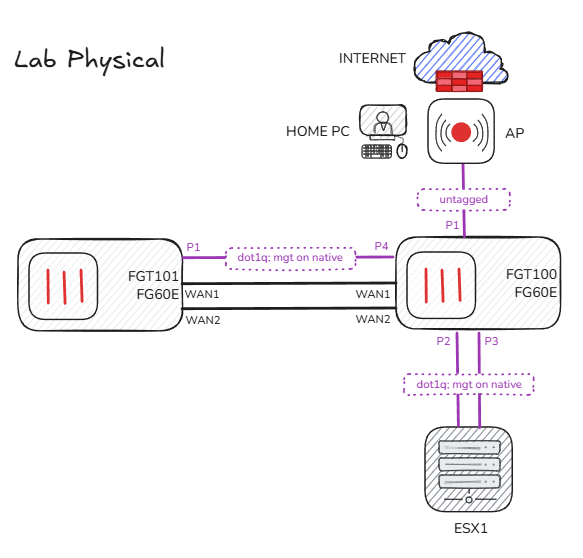 Lab Physical
INTERNET
HOME PC
AP
untagged
P1
P1
dot1q; mgt on native
P4
FGT101
FG60E
FGT100
FG60E
WAN1
WAN1
WAN2
WAN2
P2
P3
dot1q; mgt on native
ESX1